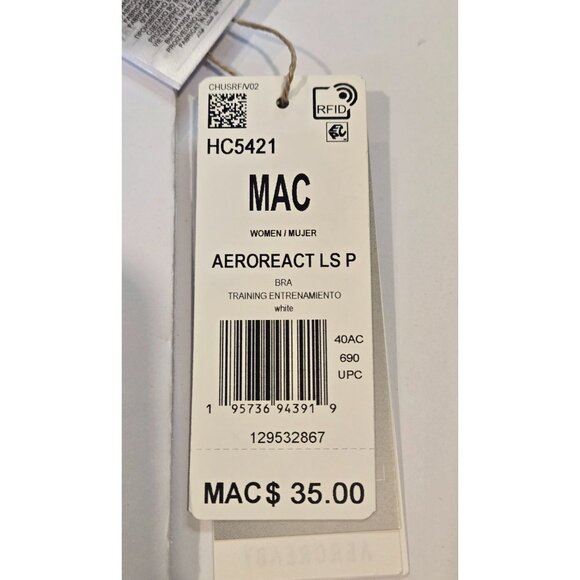 CHUSRF/V02
RFID
HC5421
MAC
WOMEN / MUJER
AEROREACT LS P
BRA
TRAINING ENTRENAMIENTO
white
40AC
690
UPC
1 95736 94391 9
129532867
MAC$ 35.00
AEROREADY